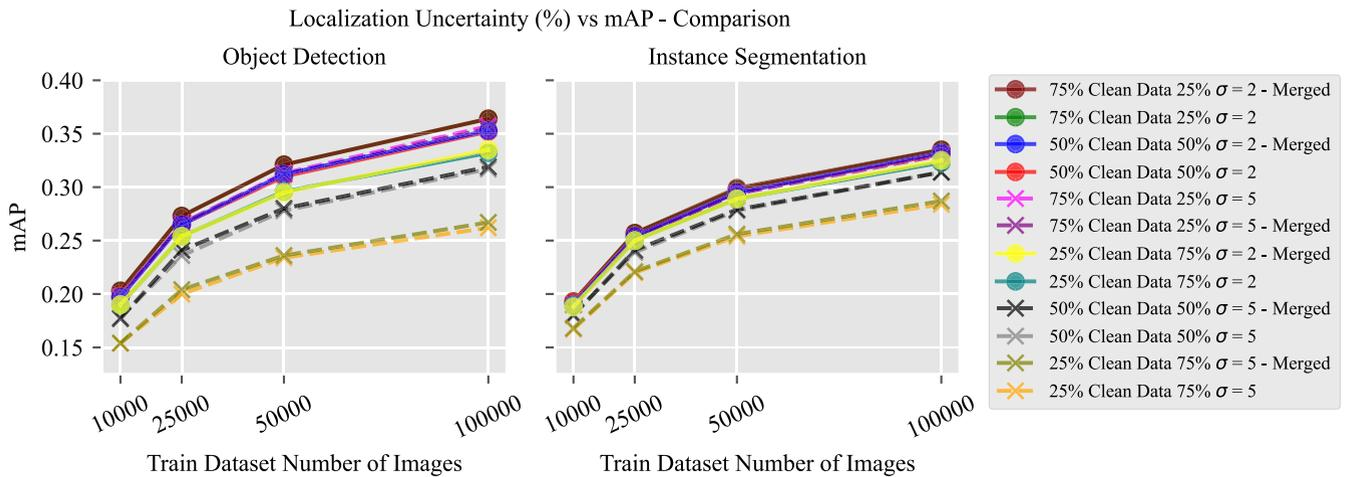 Localization Uncertainty (%) vs mAP - Comparison
Object Detection
Instance Segmentation
mAP
0.40
0.35
0.30
0.25
0.20
0.15
10000
25000
50000
100000
10000
25000
50000
100000
Train Dataset Number of Images
Train Dataset Number of Images
75% Clean Data 25% σ = 2 - Merged
75% Clean Data 25% σ = 2
50% Clean Data 50% σ = 2 - Merged
50% Clean Data 50% σ = 2
75% Clean Data 25% σ = 5
75% Clean Data 25% σ = 5 - Merged
25% Clean Data 75% σ = 2 - Merged
25% Clean Data 75% σ = 2
50% Clean Data 50% σ = 5 - Merged
50% Clean Data 50% σ = 5
25% Clean Data 75% σ = 5 - Merged
25% Clean Data 75% σ = 5